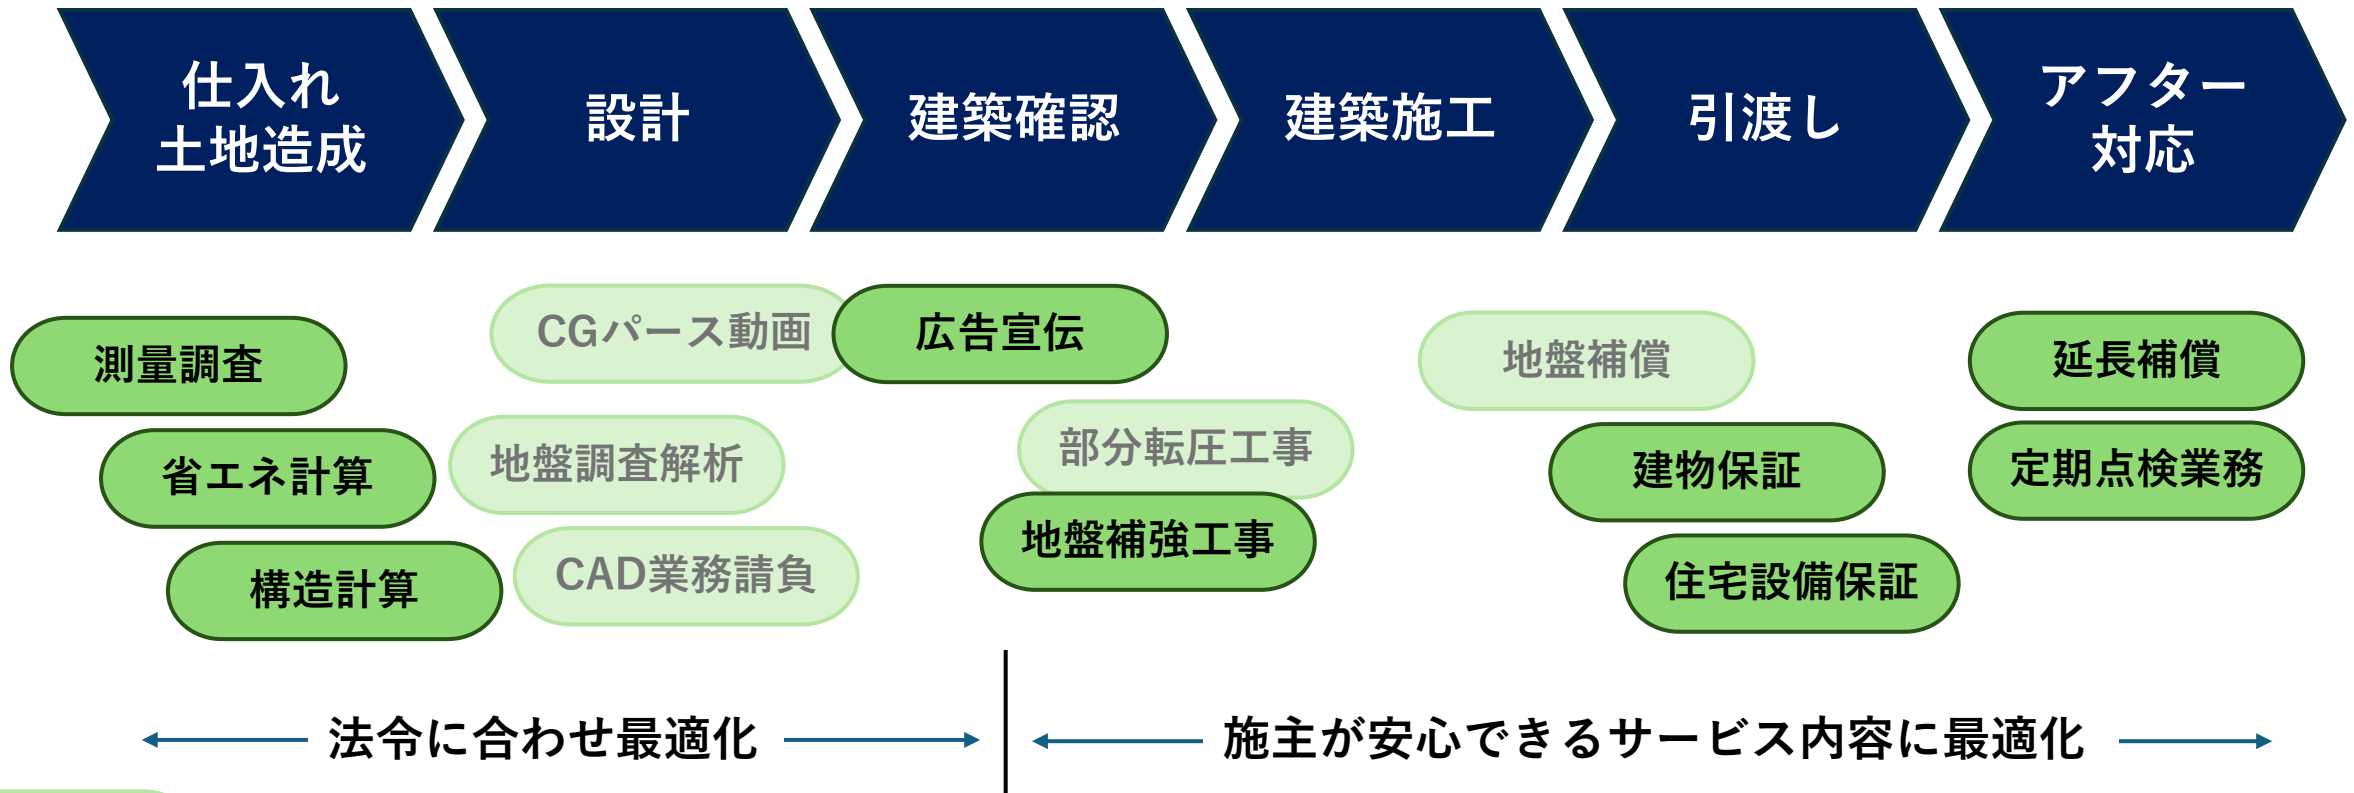 仕入れ
土地造成
設計
建築確認
建築施工
引渡し
アフター
対応
CGパース動画
広告宣伝
測量調査
地盤補償
延長補償
部分転圧工事
地盤調査解析
省エネ計算
建物保証
定期点検業務
地盤補強工事
CAD業務請負
構造計算
住宅設備保証
法令に合わせ最適化
施主が安心できるサービス内容に最適化